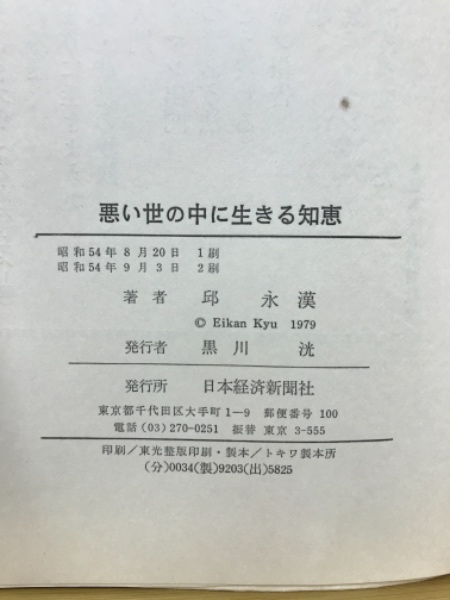 悪い世の中に生きる知恵
昭和54年8月20日 1刷
昭和54年9月3日 2刷
著者 邱永漢
© Eikan Kyu 1979
発行者 黒川洸
発行所 日本経済新聞社
東京都千代田区大手町1-9 郵便番号 100
電話(03)270-0251 振替 東京 3-555
印刷/東光整版印刷・製本/トキワ製本所
(分)0034(製)9203(出)5825